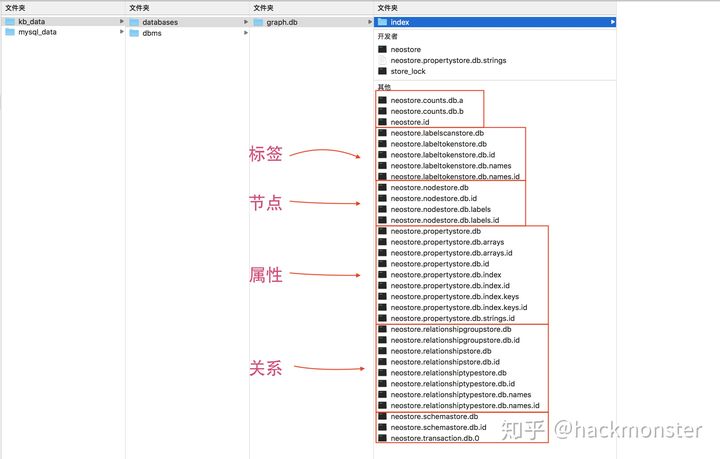 文件夹
文件夹
文件夹
文件夹
kb_data
databases
graph.db
index
mysql_data
dbms
开发者
neostore
neostore.propertystore.db.strings
store_lock
其他
neostore.counts.db.a
neostore.counts.db.b
neostore.id
标签
neostore.labelscanstore.db
neostore.labeltokenstore.db
neostore.labeltokenstore.db.id
neostore.labeltokenstore.db.names
neostore.labeltokenstore.db.names.id
节点
neostore.nodestore.db
neostore.nodestore.db.id
neostore.nodestore.db.labels
neostore.nodestore.db.labels.id
属性
neostore.propertystore.db
neostore.propertystore.db.arrays
neostore.propertystore.db.arrays.id
neostore.propertystore.db.id
neostore.propertystore.db.index
neostore.propertystore.db.index.id
neostore.propertystore.db.index.keys
neostore.propertystore.db.index.keys.id
neostore.propertystore.db.strings.id
关系
neostore.relationshipgroupstore.db
neostore.relationshipgroupstore.db.id
neostore.relationshipstore.db
neostore.relationshipstore.db.id
neostore.relationshiptypestore.db
neostore.relationshiptypestore.db.id
neostore.relationshiptypestore.db.names
neostore.relationshiptypestore.db.names.id
neostore.schemastore.db
neostore.schemastore.db.id
neostore.transaction.db.0
知乎 @hackmonster